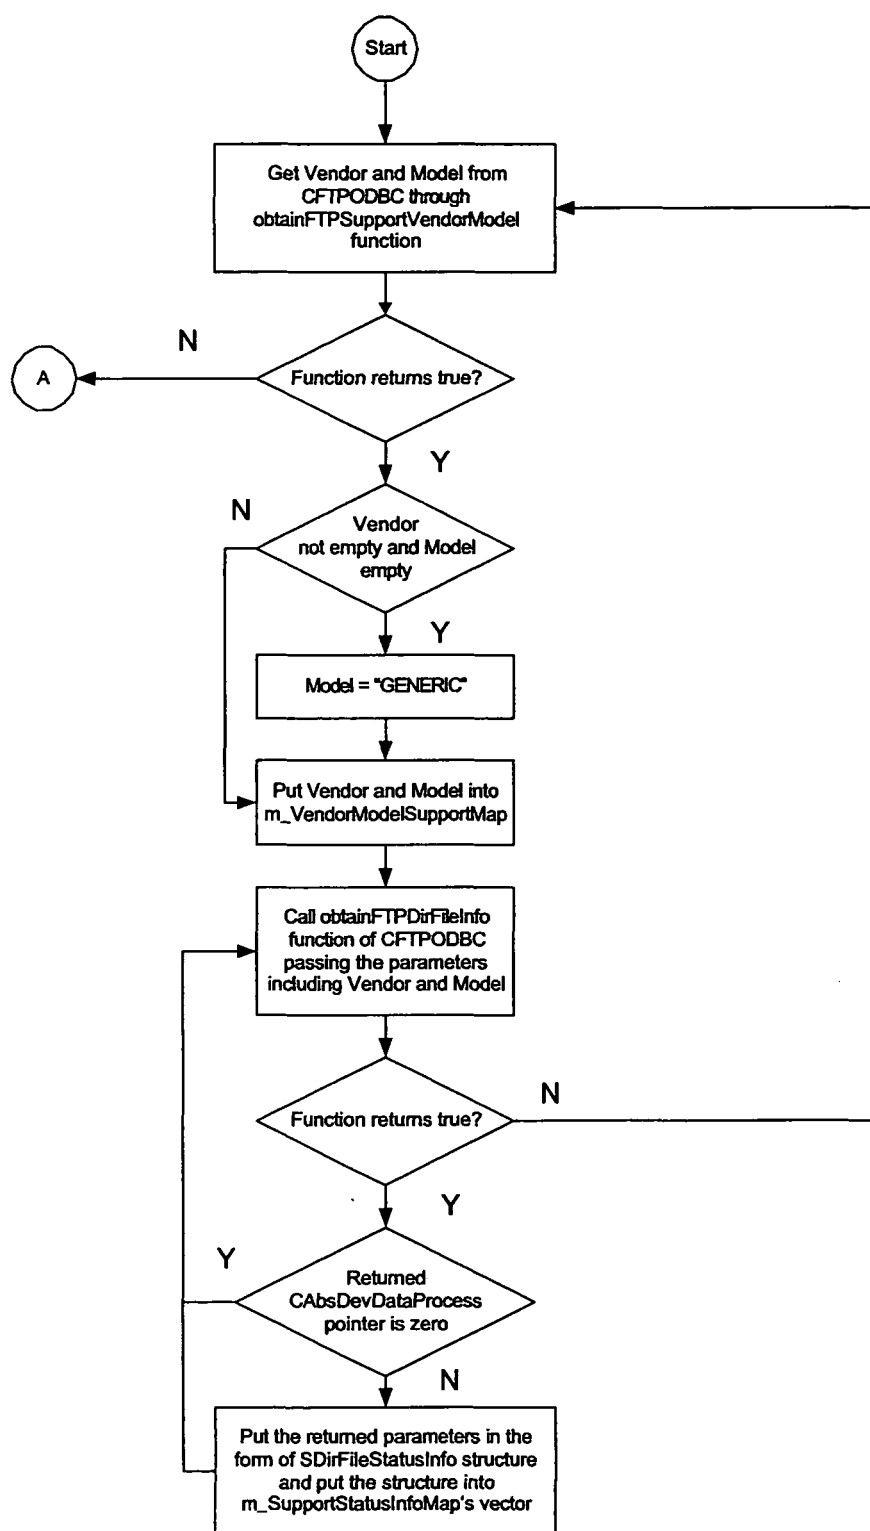 Start
Get Vendor and Model from
CFTPODBC through
obtainFTPSupportVendorModel
function
N
A
Function returns true?
Y
N
Vendor
not empty and Model
empty
Y
Model = "GENERIC"
Put Vendor and Model into
m_VendorModelSupportMap
Call obtainFTPDirFileInfo
function of CFTPODBC
passing the parameters
including Vendor and Model
Function returns true?
N
Y
Y
Returned
CAbsDevDataProcess
pointer is zero
N
Put the returned parameters in the
form of SDirFileStatusInfo structure
and put the structure into
m_SupportStatusInfoMap's vector